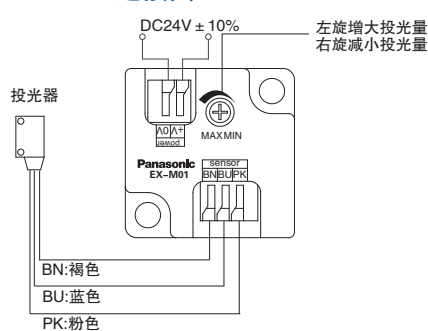 DC24V ± 10%
左旋增大投光量
右旋减小投光量
投光器
MAX MIN
0V +V
power
Panasonic
EX-M01
sensor
BN BU PK
BN:褐色
BU:蓝色
PK:粉色